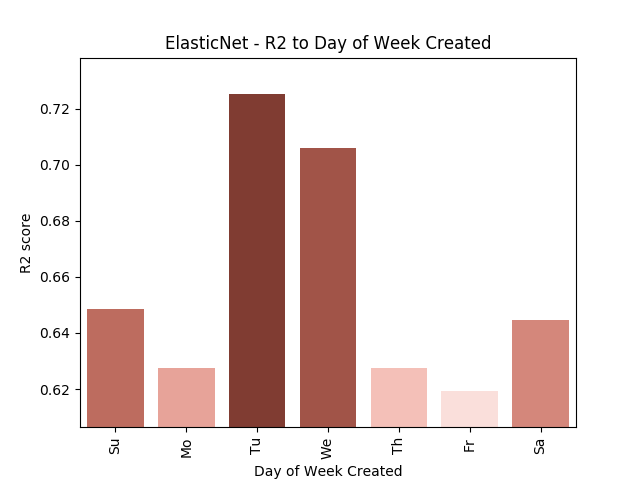 ElasticNet - R2 to Day of Week Created
R2 score
0.72
0.70
0.68
0.66
0.64
0.62
Su
Mo
Tu
We
Th
Fr
Sa
Day of Week Created